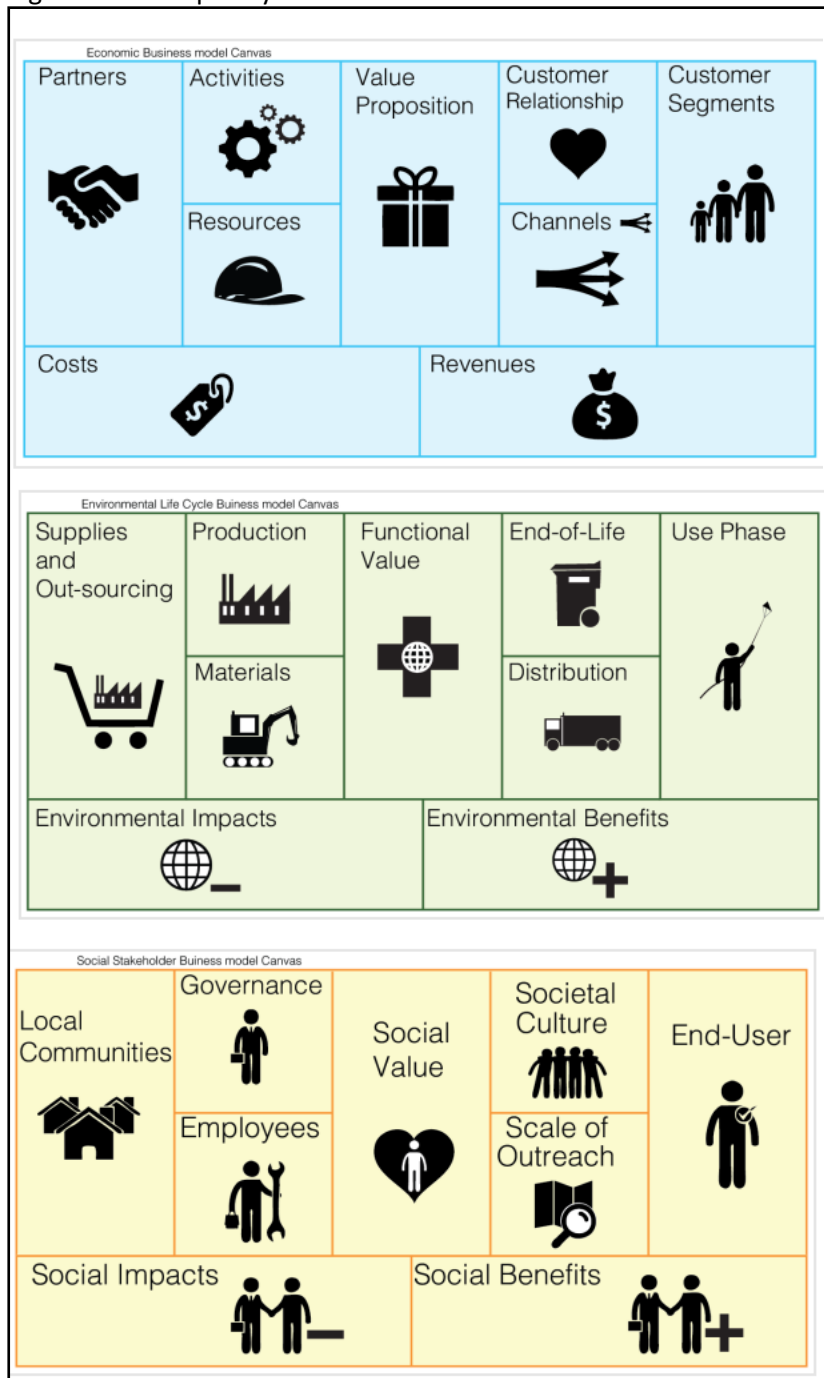 Economic Business model Canvas
Partners
Activities
Value
Proposition
Customer
Relationship
Customer
Segments
Resources
Channels
Costs
$
Revenues
$
Environmental Life Cycle Buiness model Canvas
Supplies
and
Out-sourcing
Production
Functional
Value
End-of-Life
Use Phase
Materials
Distribution
Environmental Impacts
Environmental Benefits
Social Stakeholder Buiness model Canvas
Local
Communities
Governance
Social
Value
Societal
Culture
End-User
Employees
Scale of
Outreach
Social Impacts
Social Benefits